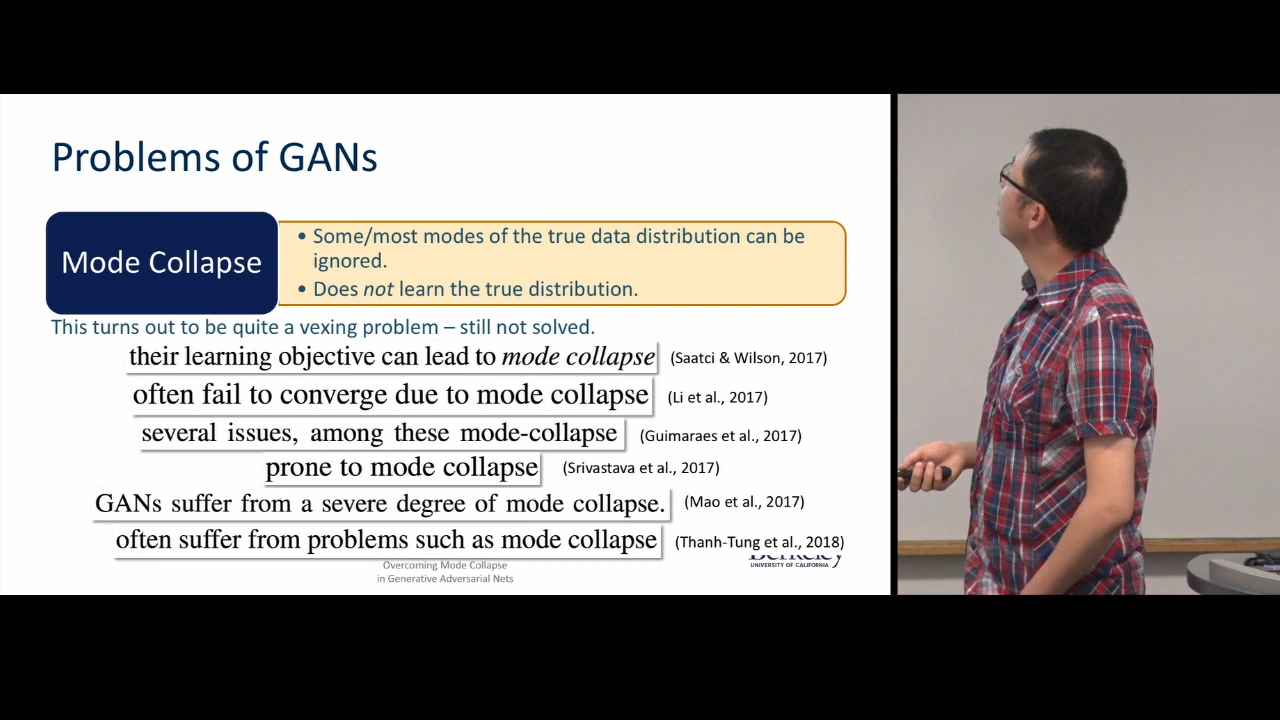 Problems of GANs
Mode Collapse
• Some/most modes of the true data distribution can be
ignored.
• Does not learn the true distribution.
This turns out to be quite a vexing problem – still not solved.
their learning objective can lead to mode collapse (Saatci & Wilson, 2017)
often fail to converge due to mode collapse (Li et al., 2017)
several issues, among these mode-collapse (Guimaraes et al., 2017)
prone to mode collapse (Srivastava et al., 2017)
GANs suffer from a severe degree of mode collapse. (Mao et al., 2017)
often suffer from problems such as mode collapse (Thanh-Tung et al., 2018)
Overcoming Mode Collapse
in Generative Adversarial Nets
Berkeley
UNIVERSITY OF CALIFORNIA